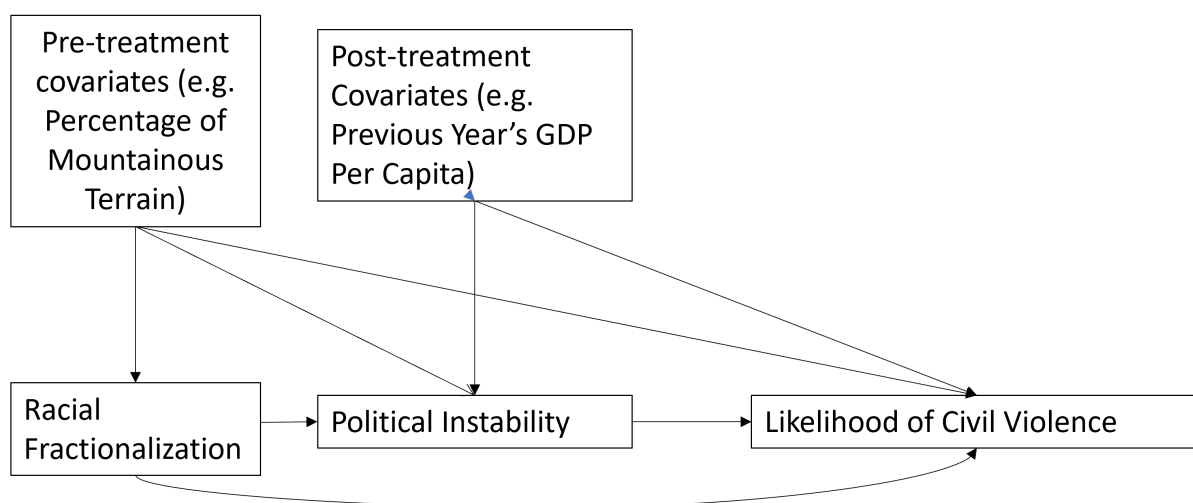 Pre-treatment
covariates (e.g.
Percentage of
Mountainous
Terrain)
Post-treatment
Covariates (e.g.
Previous Year’s GDP
Per Capita)
Racial
Fractionalization
Political Instability
Likelihood of Civil Violence